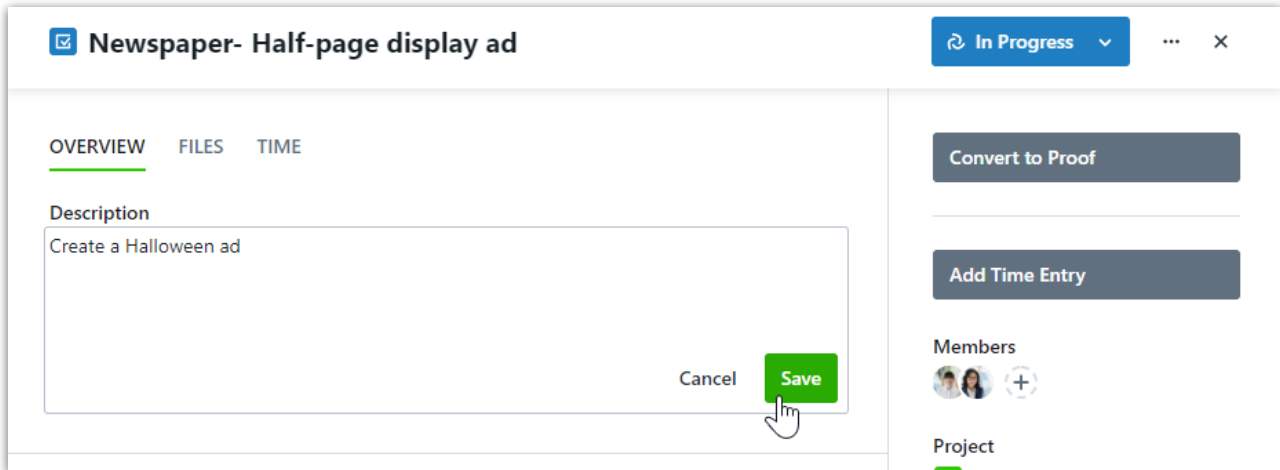 Newspaper- Half-page display ad
In Progress
OVERVIEW FILES TIME
Convert to Proof
Description
Create a Halloween ad
Add Time Entry
Members
Cancel Save
Project